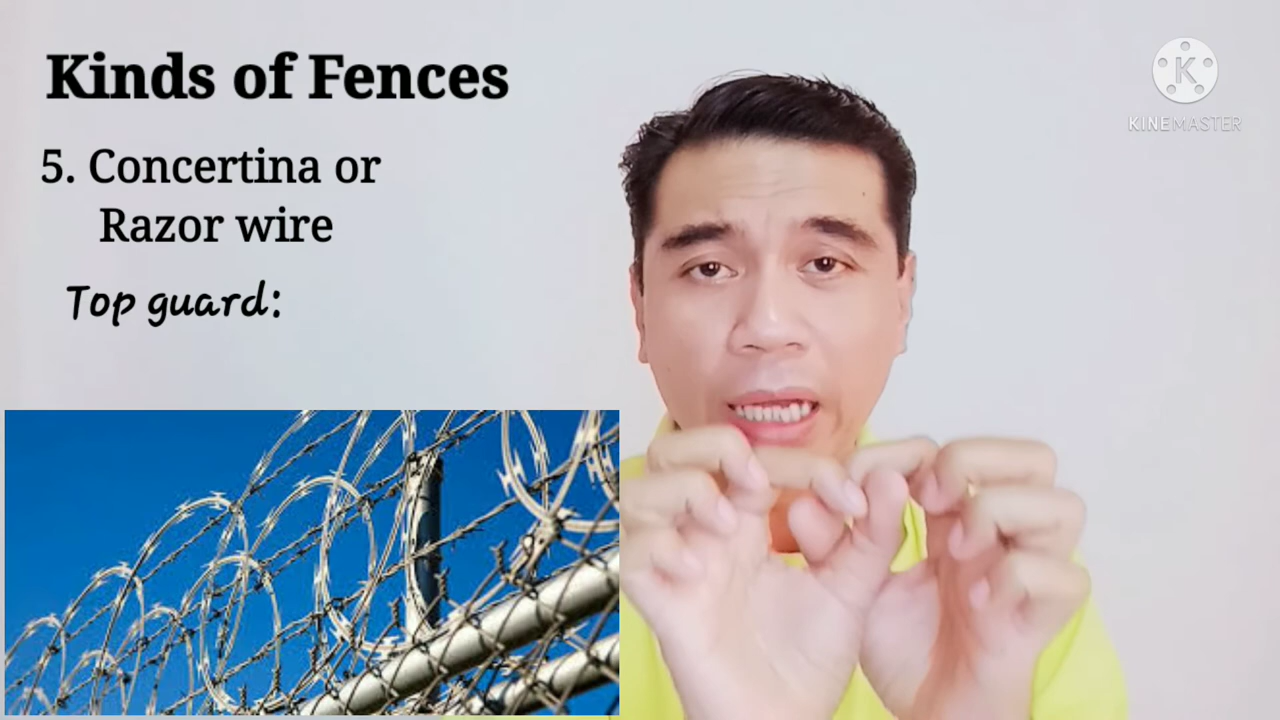 Kinds of Fences
5. Concertina or
Razor wire
Top guard:
K
KINEMASTER